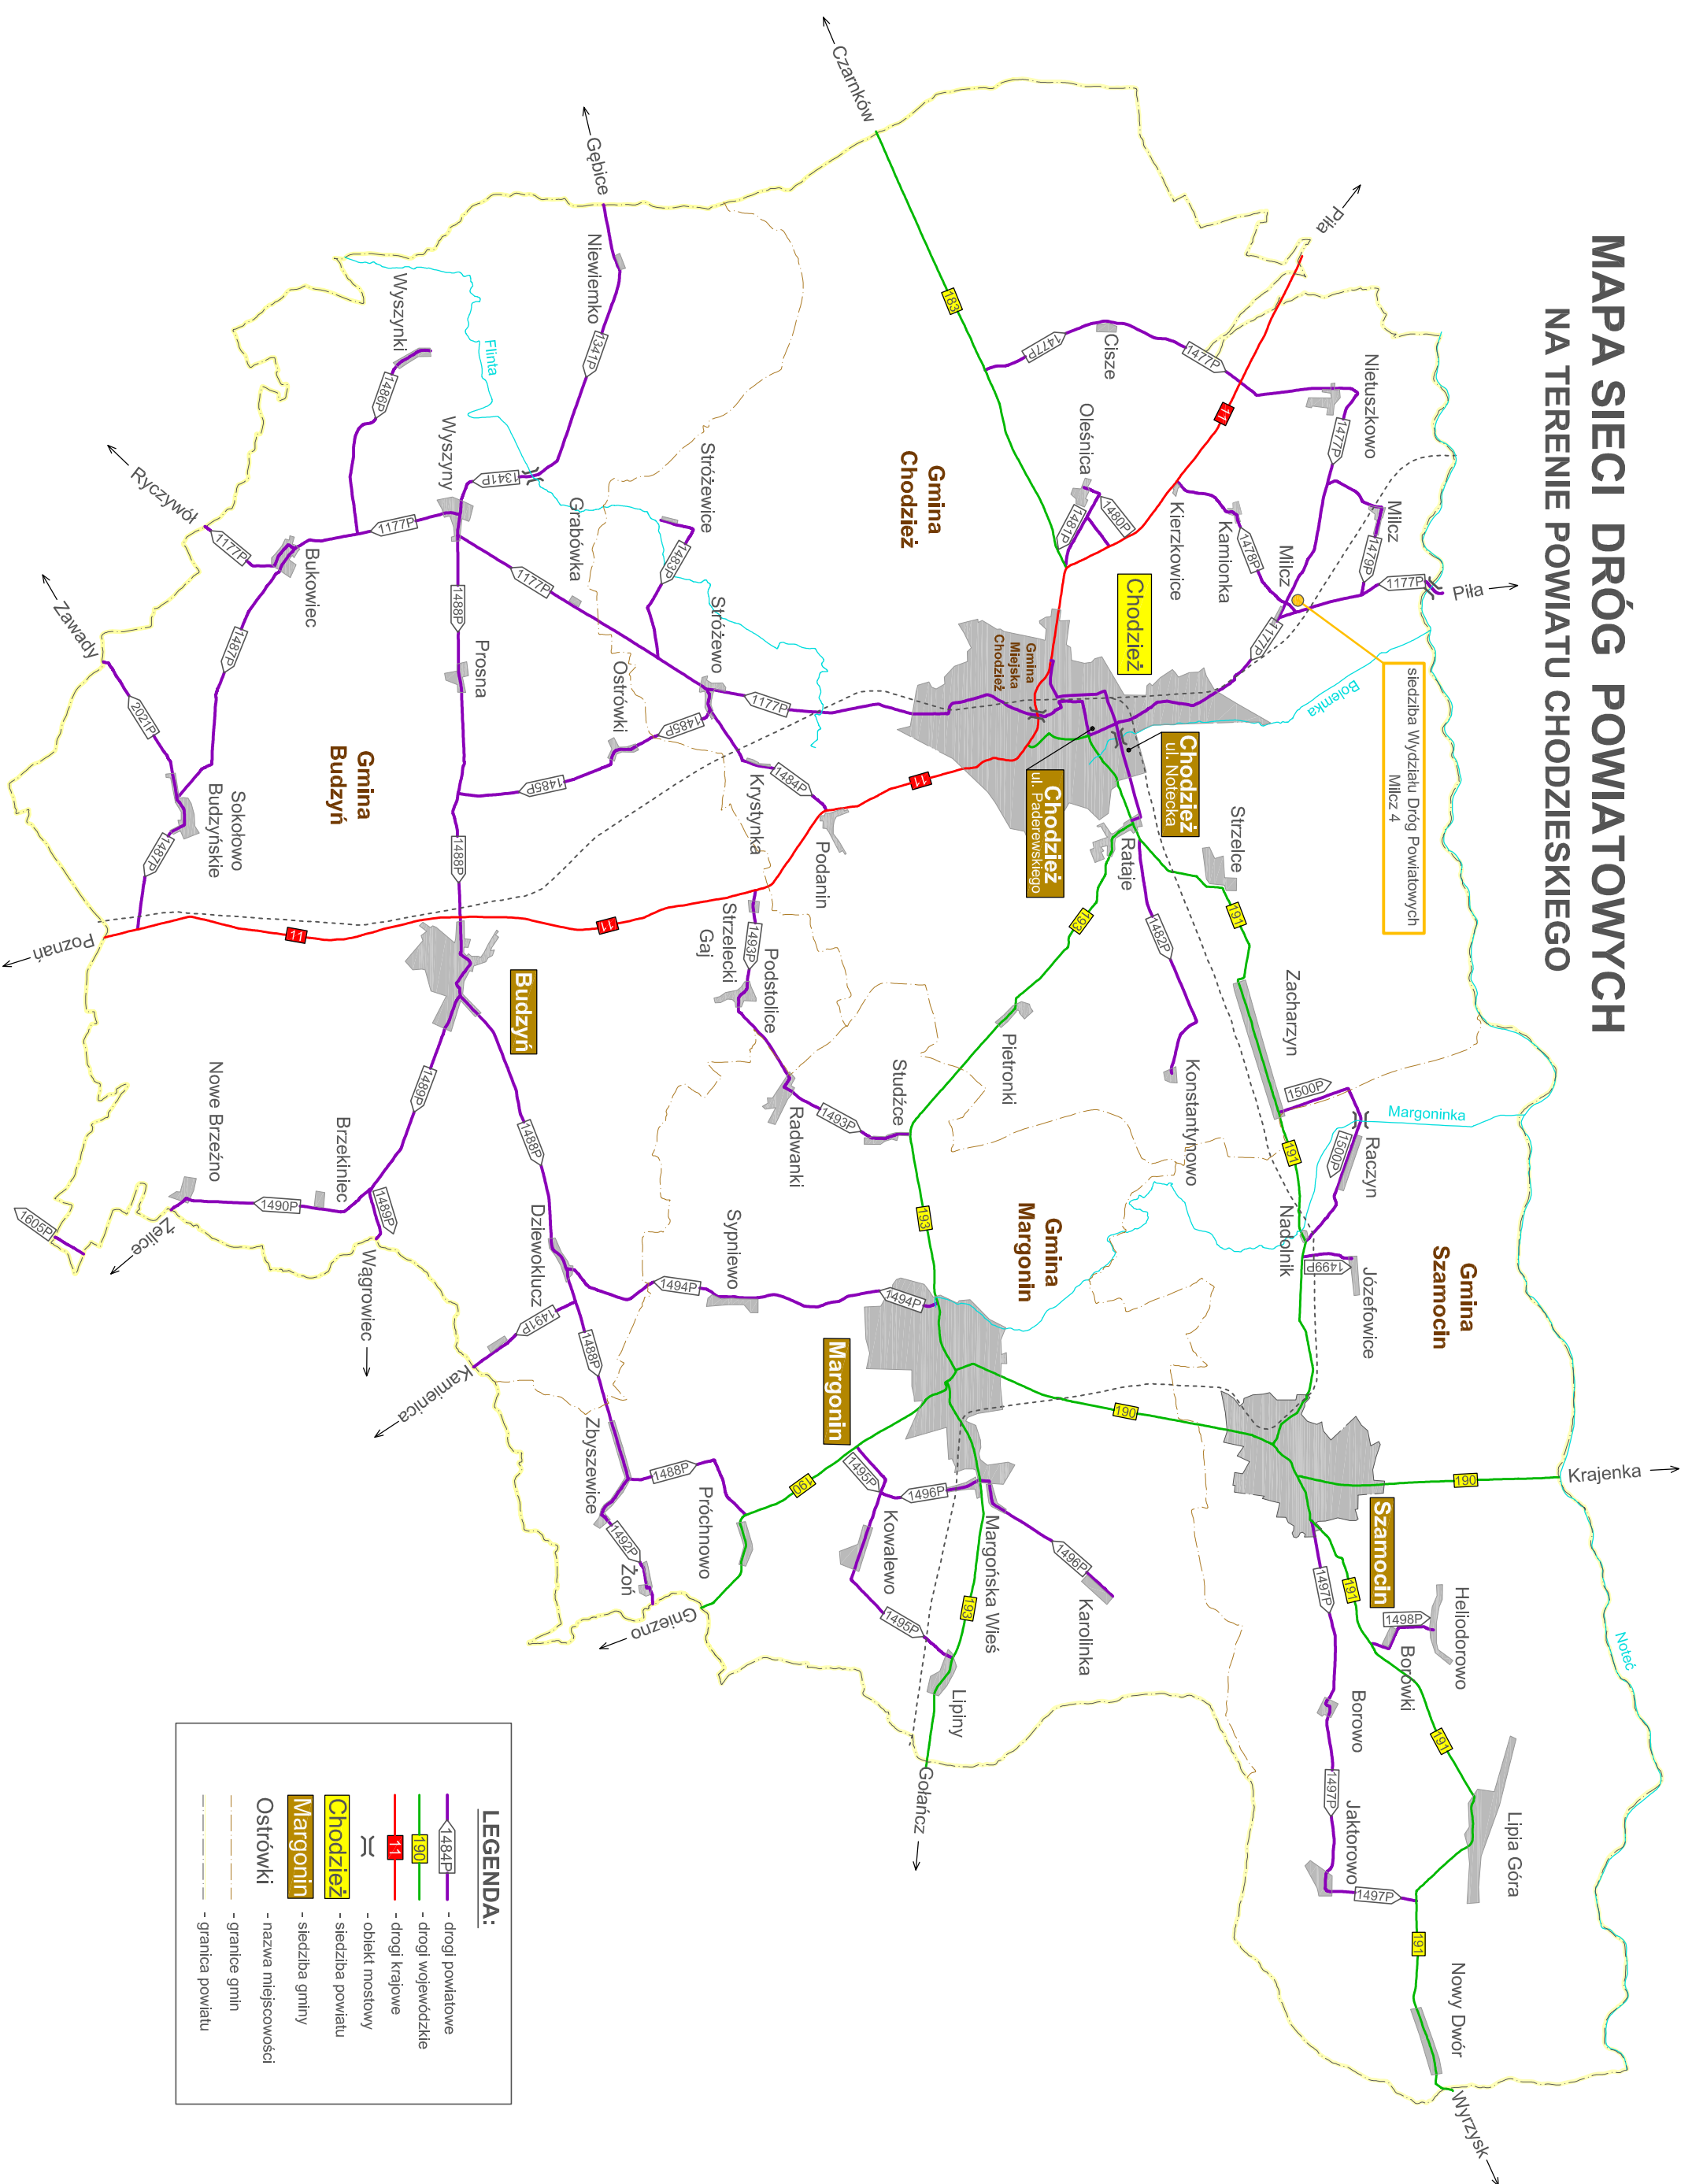 MAPA SIECI DRÓG POWIATOWYCH
NA TERENIE POWIATU CHODZIESKIEGO
siedziba Wydziału Dróg Powiatowych
Milcz 4
Piła
Piła
Krajenka
Wyrzysk
Noteć
Bolemka
Margoninka
Nietuszkowo
Milcz
1477P
1479P
1177P
1477P
Cisze
1477P
11
Kierzkowice
Kamionka
1478P
Milcz
1177P
Oleśnica
1480P
1481P
183
Czarnków
Gmina
Chodzież
Chodzież
Gmina
Miejska
Chodzież
Chodzież
ul. Notecka
Chodzież
ul. Paderewskiego
Strzelce
191
Rataje
193
1482P
Zacharzyn
Konstantynowo
Pietronki
1500P
Raczyn
1500P
191
Nadolnik
1499P
Józefowice
Gmina
Szamocin
190
Szamocin
190
191
1497P
Heliodorowo
1498P
Borówki
Borowo
191
1497P
Lipia Góra
Jaktorowo
1497P
191
Nowy Dwór
Gmina
Margonin
Studźce
193
1493P
Radwanki
Podstolice
1493P
Strzelecki
Gaj
Podanin
11
1484P
Krystynka
1177P
Stróżewo
1483P
Stróżewice
1485P
Ostrówki
1485P
Grabówka
1177P
Gębice
Niewiemko
1341P
1341P
Flinta
Wyszynki
1486P
Wyszyny
1177P
1488P
Prosna
Ryczywół
1177P
Bukowiec
1487P
Zawady
2021P
Sokołowo
Budzyńskie
1487P
Gmina
Budzyń
1488P
11
11
Poznań
Budzyń
1489P
1488P
Nowe Brzeźno
Brzekiniec
1490P
1489P
1605P
Żelice
Wągrowiec
Dziewoklucz
1491P
Kamienica
1488P
Sypniewo
1494P
1494P
Margonin
190
1495P
1496P
Kowalewo
Margońska Wieś
1496P
Karolinka
193
1495P
Lipiny
Gołańcz
Zbyszewice
1488P
1492P
Żoń
Próchnowo
Gniezno
LEGENDA:
1484P - drogi powiatowe
190 - drogi wojewódzkie
11 - drogi krajowe
- obiekt mostowy
Chodzież - siedziba powiatu
Margonin - siedziba gminy
Ostrówki - nazwa miejscowości
- granice gmin
- granica powiatu